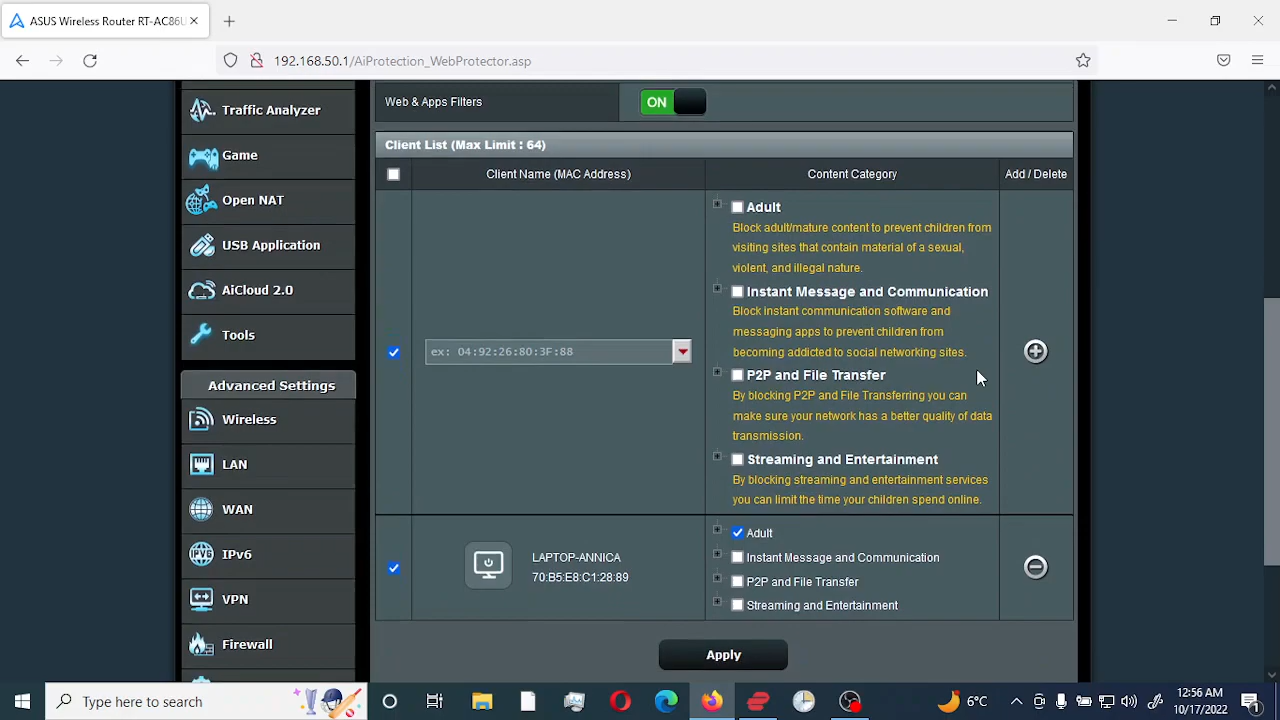 ASUS Wireless Router RT-AC86U
192.168.50.1/AiProtection_WebProtector.asp
Traffic Analyzer
Game
Open NAT
USB Application
AiCloud 2.0
Tools
Advanced Settings
Wireless
LAN
WAN
IPv6
VPN
Firewall
Web & Apps Filters
ON
Client List (Max Limit : 64)
Client Name (MAC Address)
Content Category
Add / Delete
ex: 04:92:26:80:3F:88
Adult
Block adult/mature content to prevent children from
visiting sites that contain material of a sexual,
violent, and illegal nature.
Instant Message and Communication
Block instant communication software and
messaging apps to prevent children from
becoming addicted to social networking sites.
P2P and File Transfer
By blocking P2P and File Transferring you can
make sure your network has a better quality of data
transmission.
Streaming and Entertainment
By blocking streaming and entertainment services
you can limit the time your children spend online.
LAPTOP-ANNICA
70:B5:E8:C1:28:89
Adult
Instant Message and Communication
P2P and File Transfer
Streaming and Entertainment
Apply
Type here to search
6°C
12:56 AM
10/17/2022
1